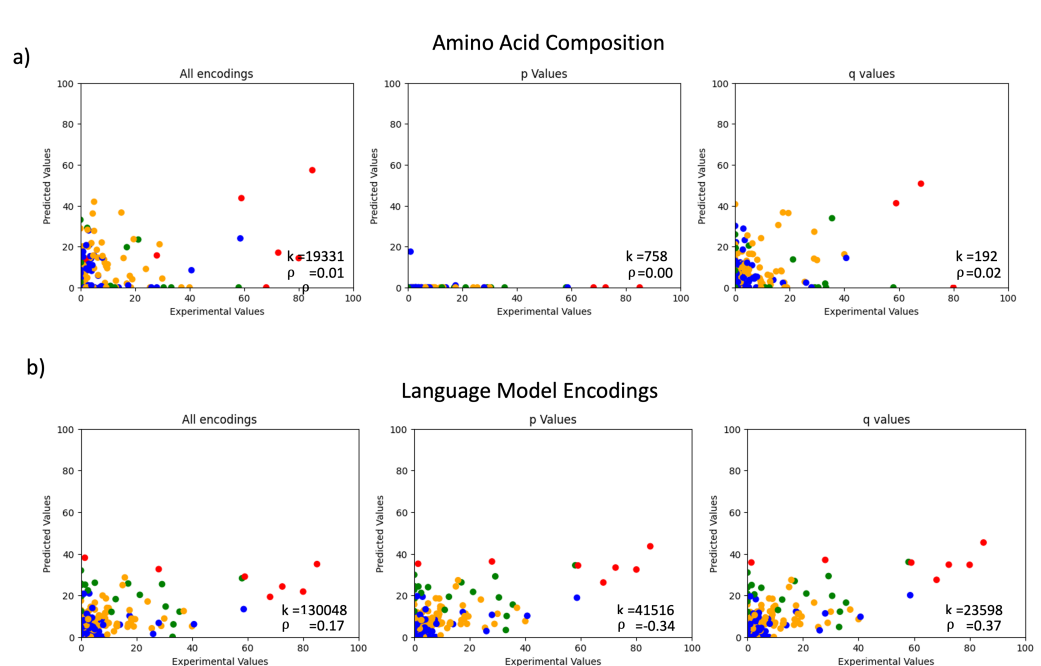 Amino Acid Composition
a)
All encodings
p Values
q values
100
80
60
40
20
0
Predicted Values
0 20 40 60 80 100
Experimental Values
k =19331
ρ =0.01
ρ
100
80
60
40
20
0
Predicted Values
0 20 40 60 80 100
Experimental Values
k =758
ρ=0.00
100
80
60
40
20
0
Predicted Values
0 20 40 60 80 100
Experimental Values
k =192
ρ=0.02
b)
Language Model Encodings
All encodings
p Values
q values
100
80
60
40
20
0
Predicted Values
0 20 40 60 80 100
Experimental Values
k =130048
ρ =0.17
100
80
60
40
20
0
Predicted Values
0 20 40 60 80 100
Experimental Values
k =41516
ρ =-0.34
100
80
60
40
20
0
Predicted Values
0 20 40 60 80 100
Experimental Values
k =23598
ρ =0.37